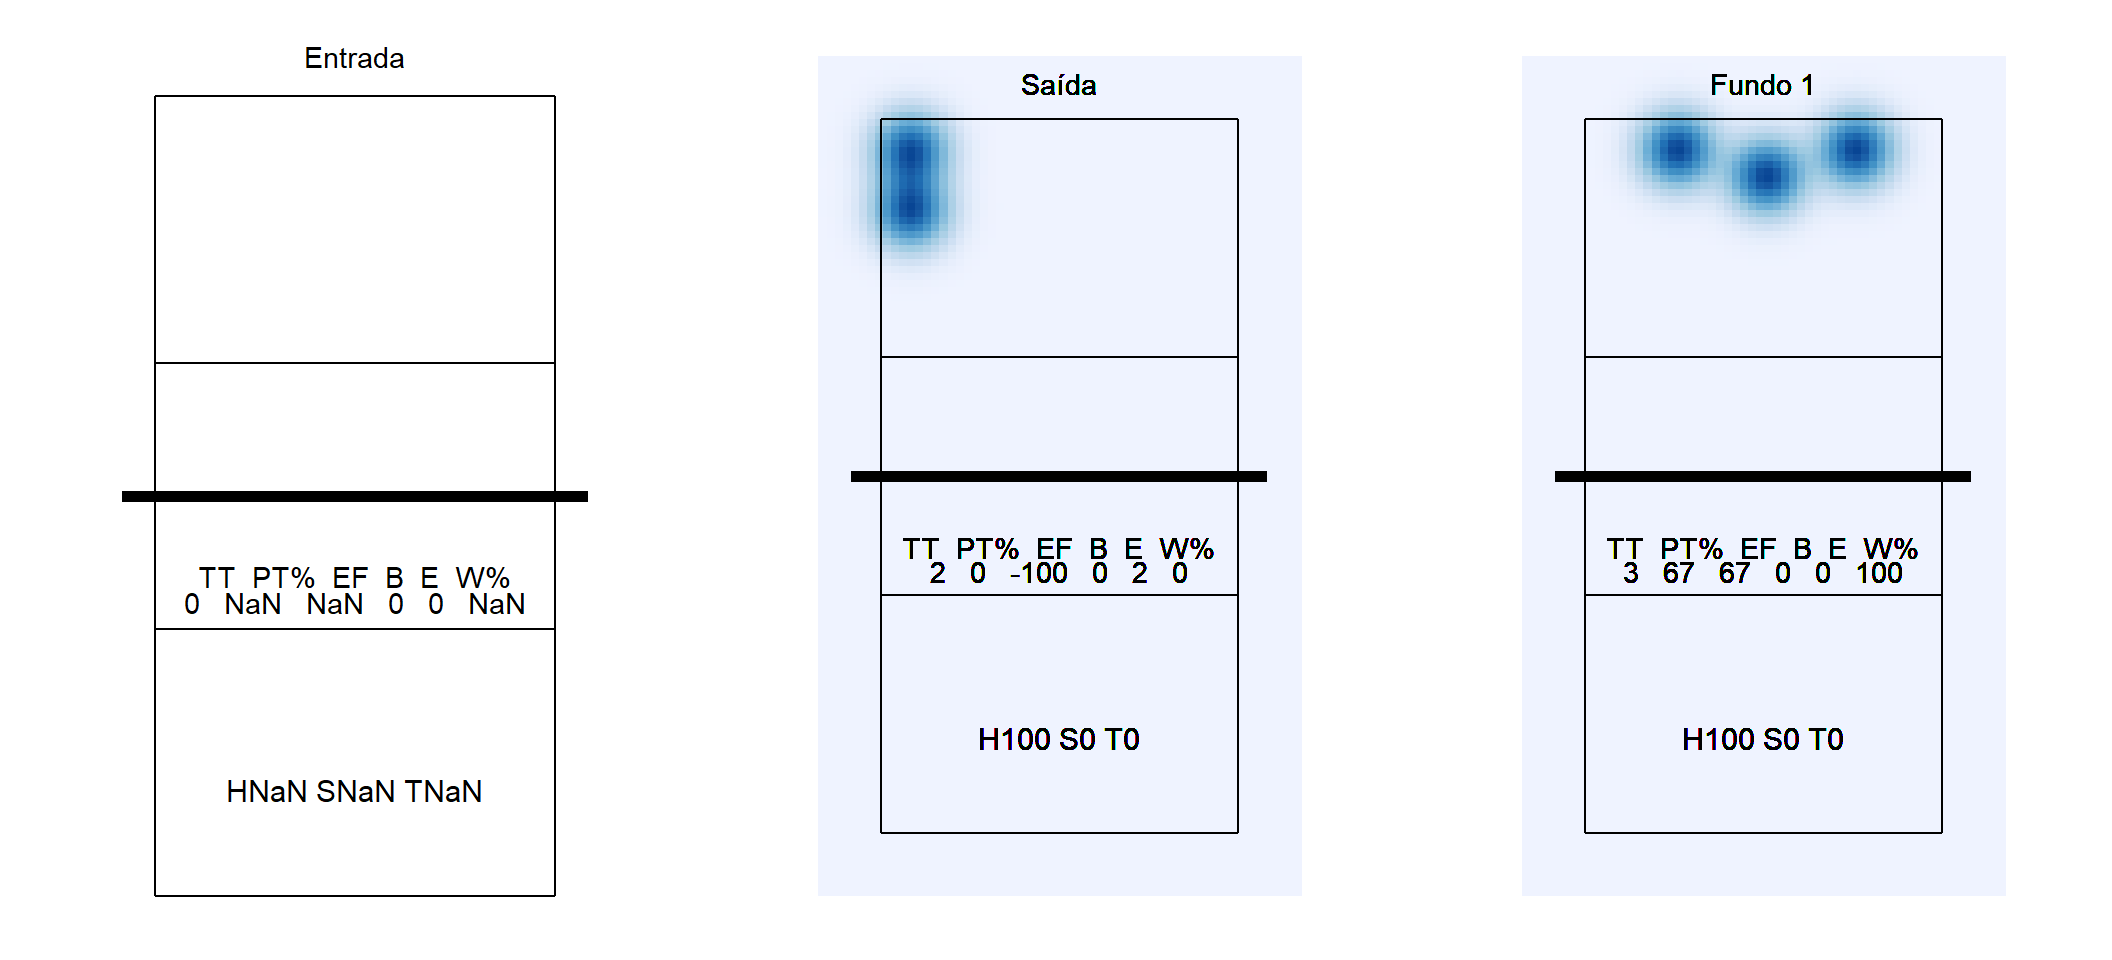 Entrada
TT PT% EF B E W%
0 NaN NaN 0 0 NaN
HNaN SNaN TNaN
Saída
TT PT% EF B E W%
2 0 -100 0 2 0
H100 S0 T0
Fundo 1
TT PT% EF B E W%
3 67 67 0 0 100
H100 S0 T0